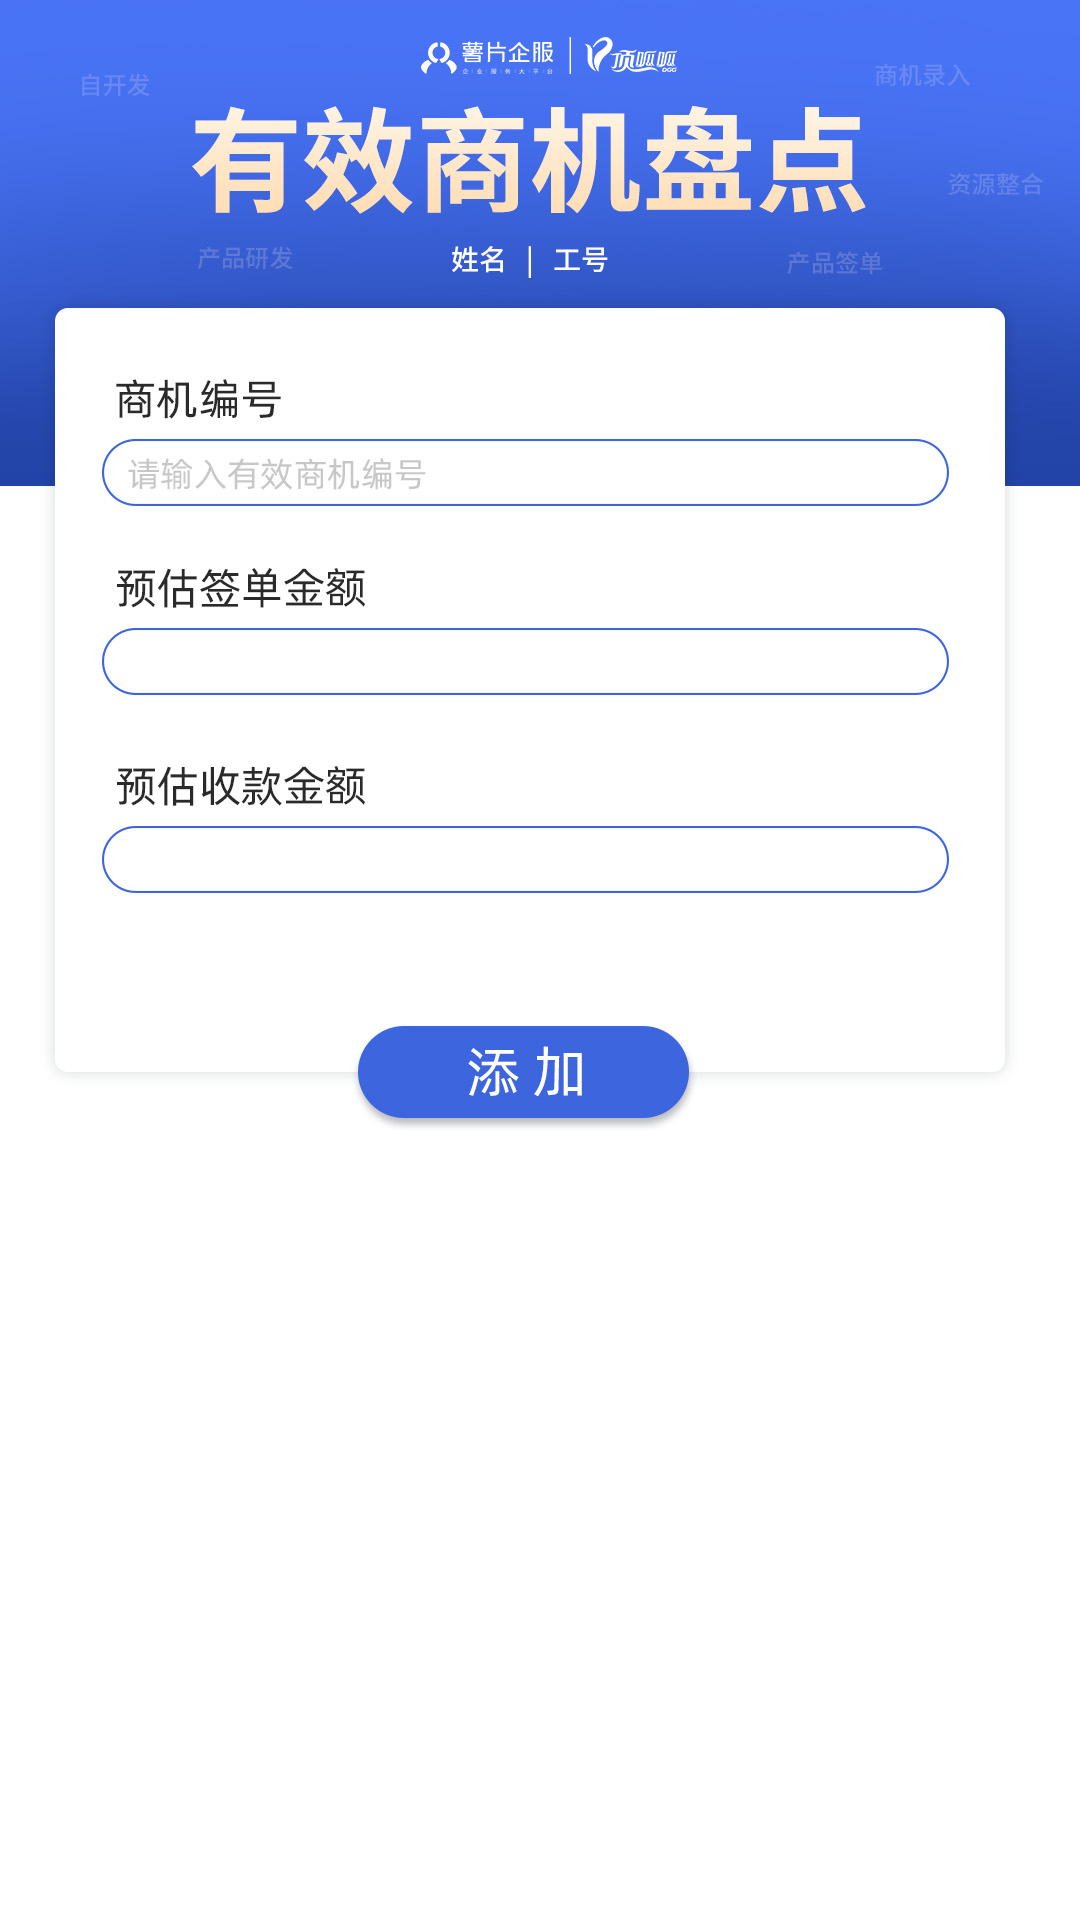 薯片企服 | 顶呱呱
企·业·服·务·大·平·台
DGG
自开发
商机录入
有效商机盘点
资源整合
产品研发
姓名 | 工号
产品签单
商机编号
请输入有效商机编号
预估签单金额
预估收款金额
添 加